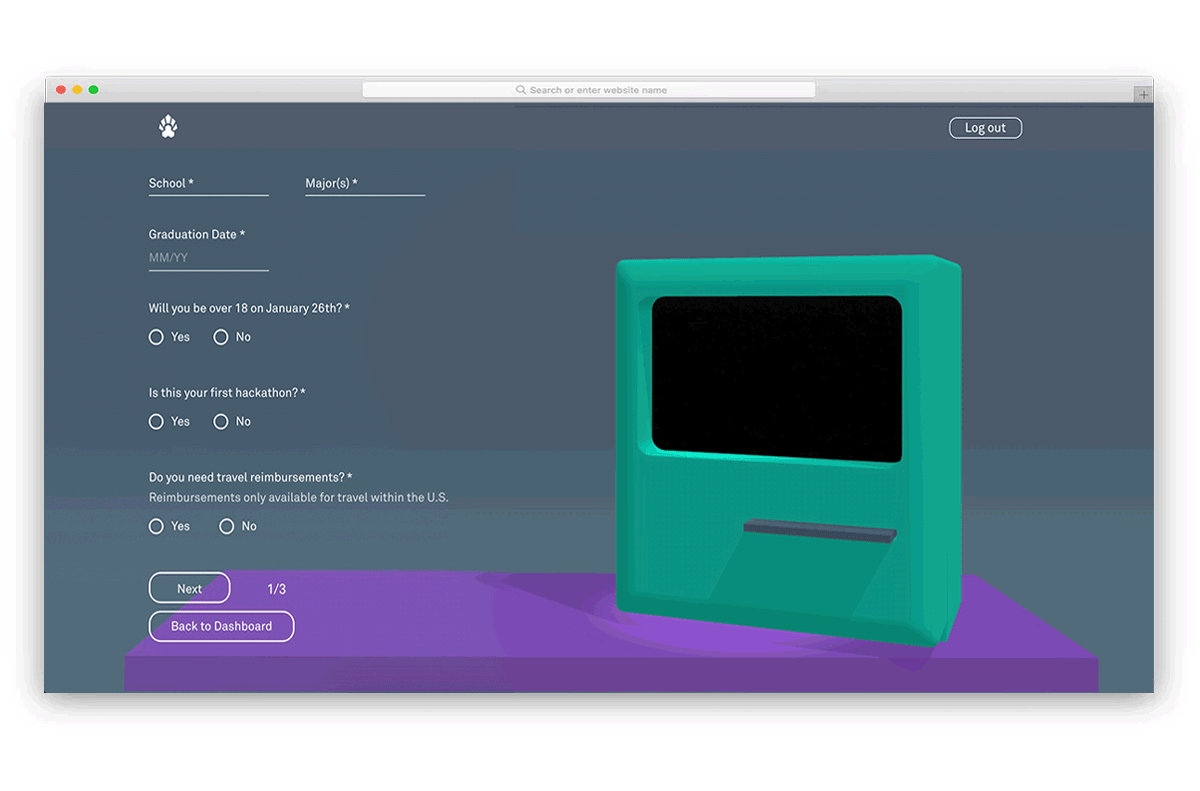 Search or enter website name
Log out
School * Major(s) *
Graduation Date *
MM/YY
Will you be over 18 on January 26th? *
Yes No
Is this your first hackathon? *
Yes No
Do you need travel reimbursements? *
Reimbursements only available for travel within the U.S.
Yes No
Next 1/3
Back to Dashboard